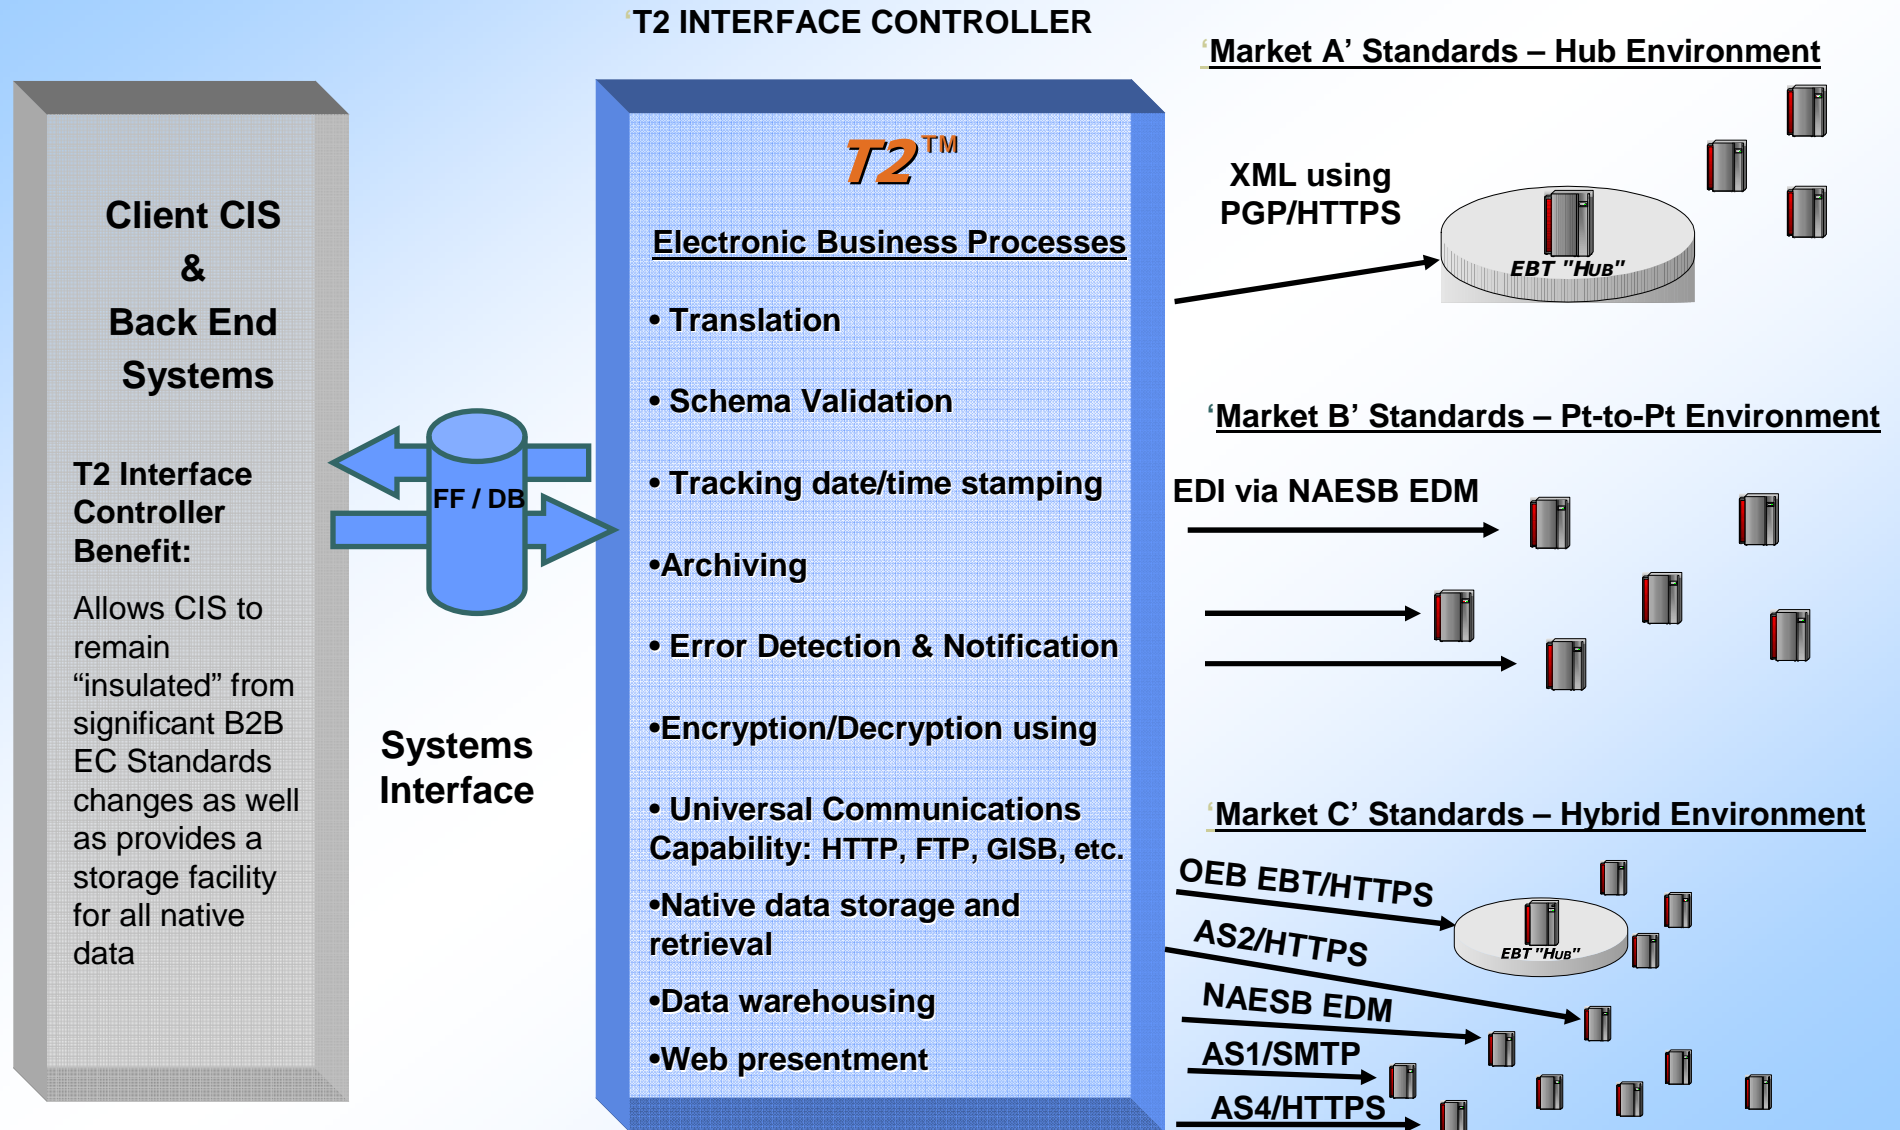 ‘T2 INTERFACE CONTROLLER
Client CIS
&
Back End
Systems
T2 Interface
Controller
Benefit:
Allows CIS to
remain
“insulated” from
significant B2B
EC Standards
changes as well
as provides a
storage facility
for all native
data
FF / DB
Systems
Interface
T2™
Electronic Business Processes
• Translation
• Schema Validation
• Tracking date/time stamping
•Archiving
• Error Detection & Notification
•Encryption/Decryption using
• Universal Communications
Capability: HTTP, FTP, GISB, etc.
•Native data storage and
retrieval
•Data warehousing
•Web presentment
‘Market A’ Standards – Hub Environment
XML using
PGP/HTTPS
EBT "HUB"
‘Market B’ Standards – Pt-to-Pt Environment
EDI via NAESB EDM
‘Market C’ Standards – Hybrid Environment
OEB EBT/HTTPS
EBT "HUB"
AS2/HTTPS
NAESB EDM
AS1/SMTP
AS4/HTTPS